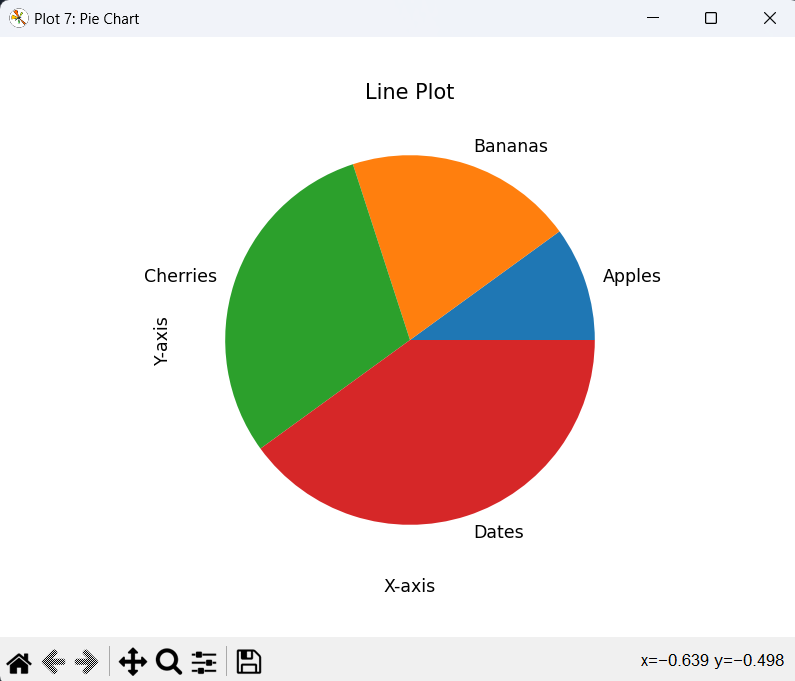 Plot 7: Pie Chart
Line Plot
Bananas
Cherries
Apples
Y-axis
Dates
X-axis
x=−0.639 y=−0.498